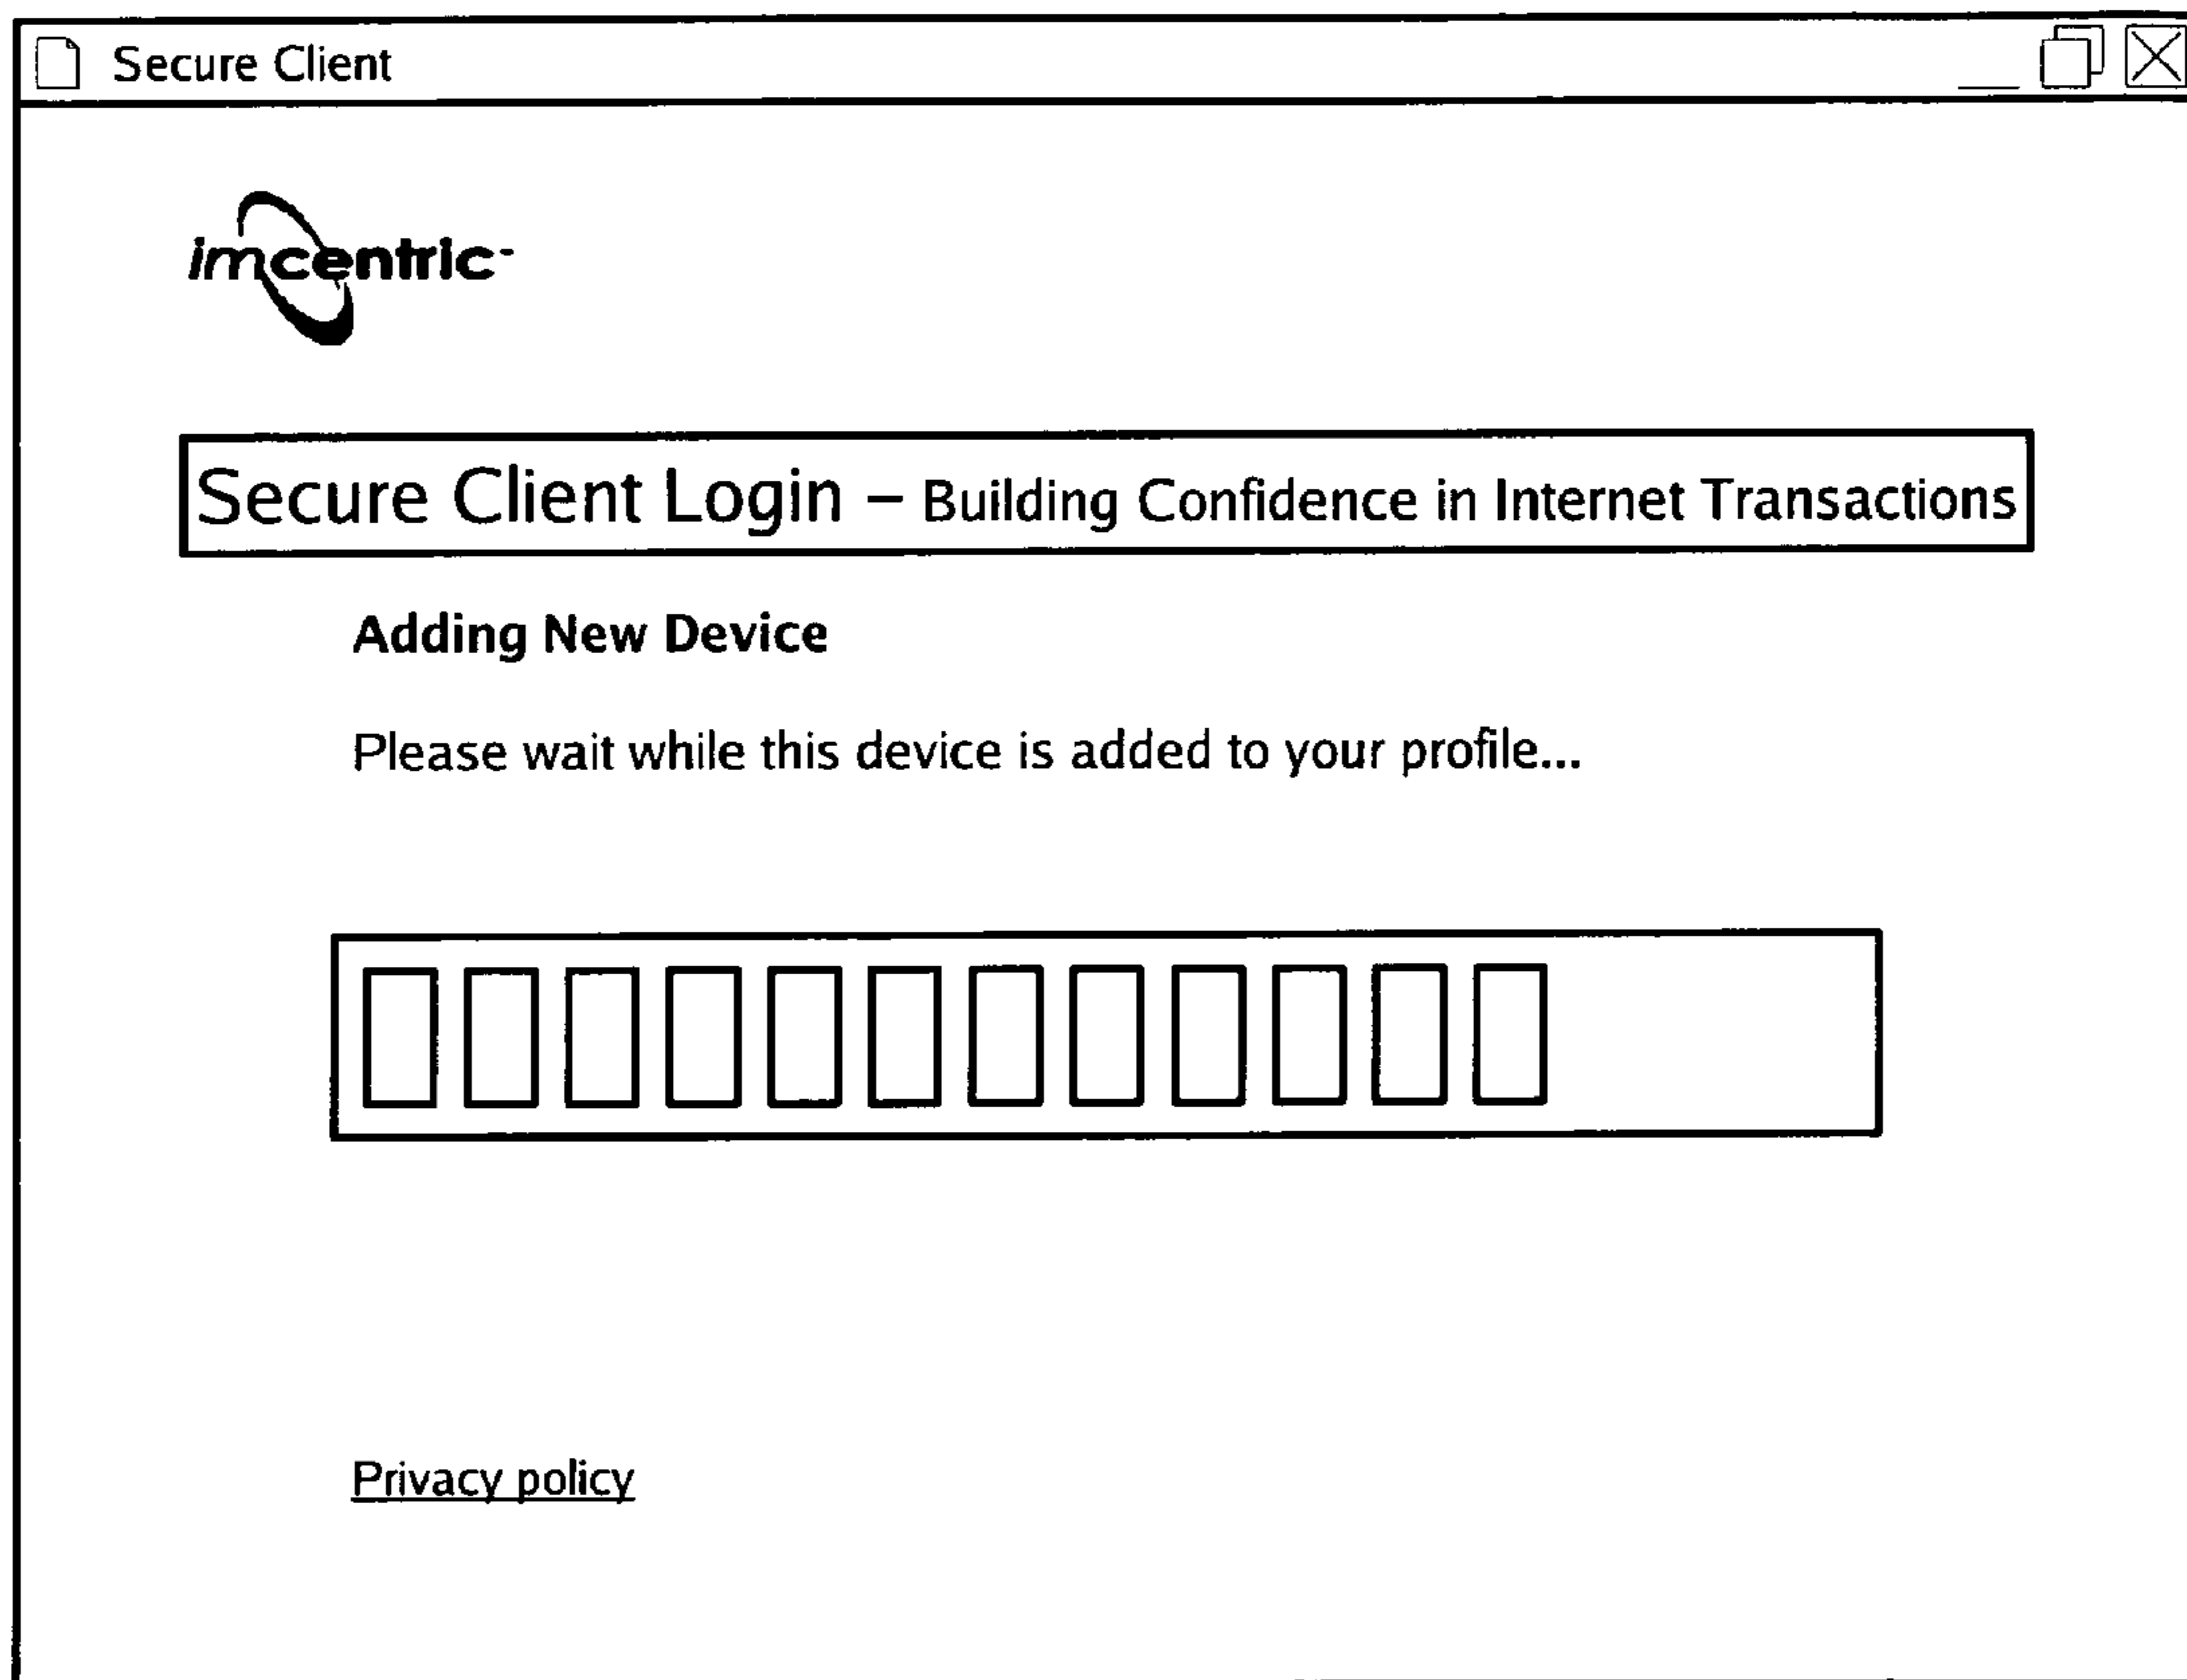 Secure Client
imcentric
Secure Client Login – Building Confidence in Internet Transactions
Adding New Device
Please wait while this device is added to your profile...
Privacy policy